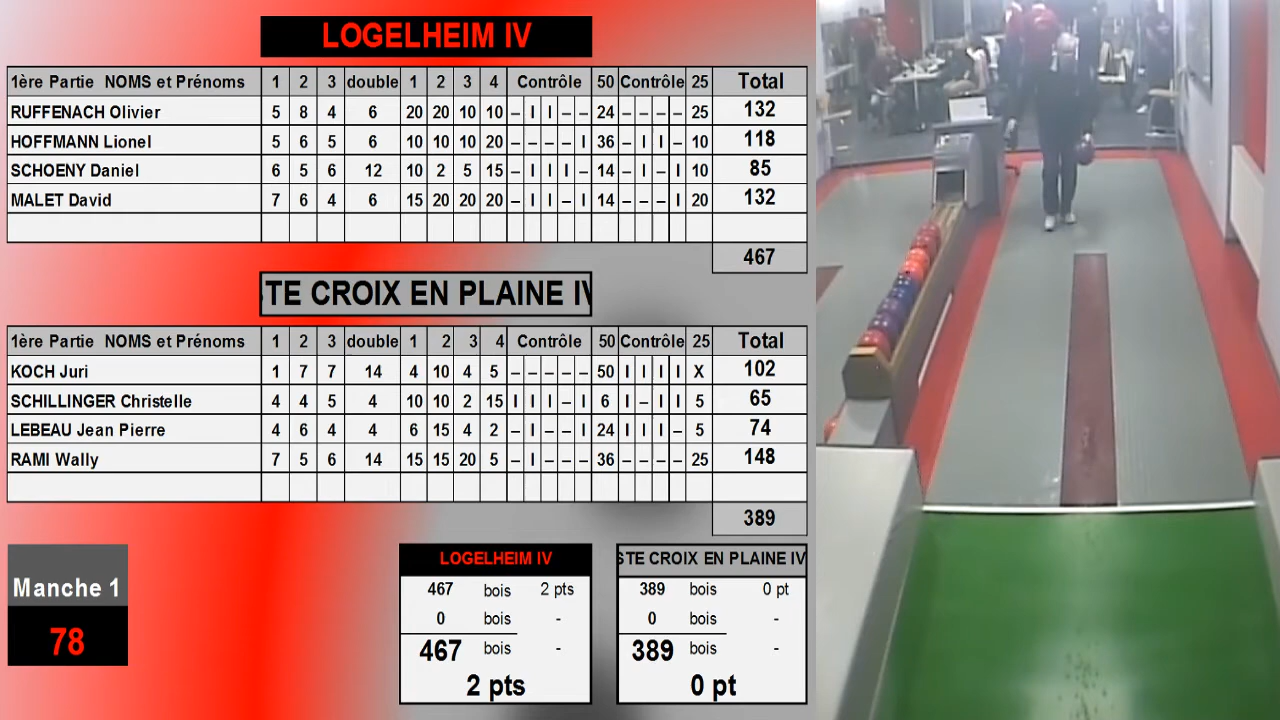 LOGELHEIM IV
1ère Partie NOMS et Prénoms 1 2 3 double 1 2 3 4 Contrôle 50 Contrôle 25 Total
RUFFENACH Olivier 5 8 4 6 20 20 10 10 – I I – – 24 – – – – 25 132
HOFFMANN Lionel 5 6 5 6 10 10 10 20 – – – – I 36 – I I – 10 118
SCHOENY Daniel 6 5 6 12 10 2 5 15 – I I I – 14 – I – I 10 85
MALET David 7 6 4 6 15 20 20 20 – I I – I 14 – – – I 20 132
467
STE CROIX EN PLAINE IV
1ère Partie NOMS et Prénoms 1 2 3 double 1 2 3 4 Contrôle 50 Contrôle 25 Total
KOCH Juri 1 7 7 14 4 10 4 5 – – – – – 50 I I I I X 102
SCHILLINGER Christelle 4 4 5 4 10 10 2 15 I I I – I 6 I – I I 5 65
LEBEAU Jean Pierre 4 6 4 4 6 15 4 2 – I – – I 24 I I I – 5 74
RAMI Wally 7 5 6 14 15 15 20 5 – I – – – 36 – – – – 25 148
389
Manche 1
78
LOGELHEIM IV
467 bois 2 pts
0 bois -
467 bois -
2 pts
STE CROIX EN PLAINE IV
389 bois 0 pt
0 bois -
389 bois -
0 pt